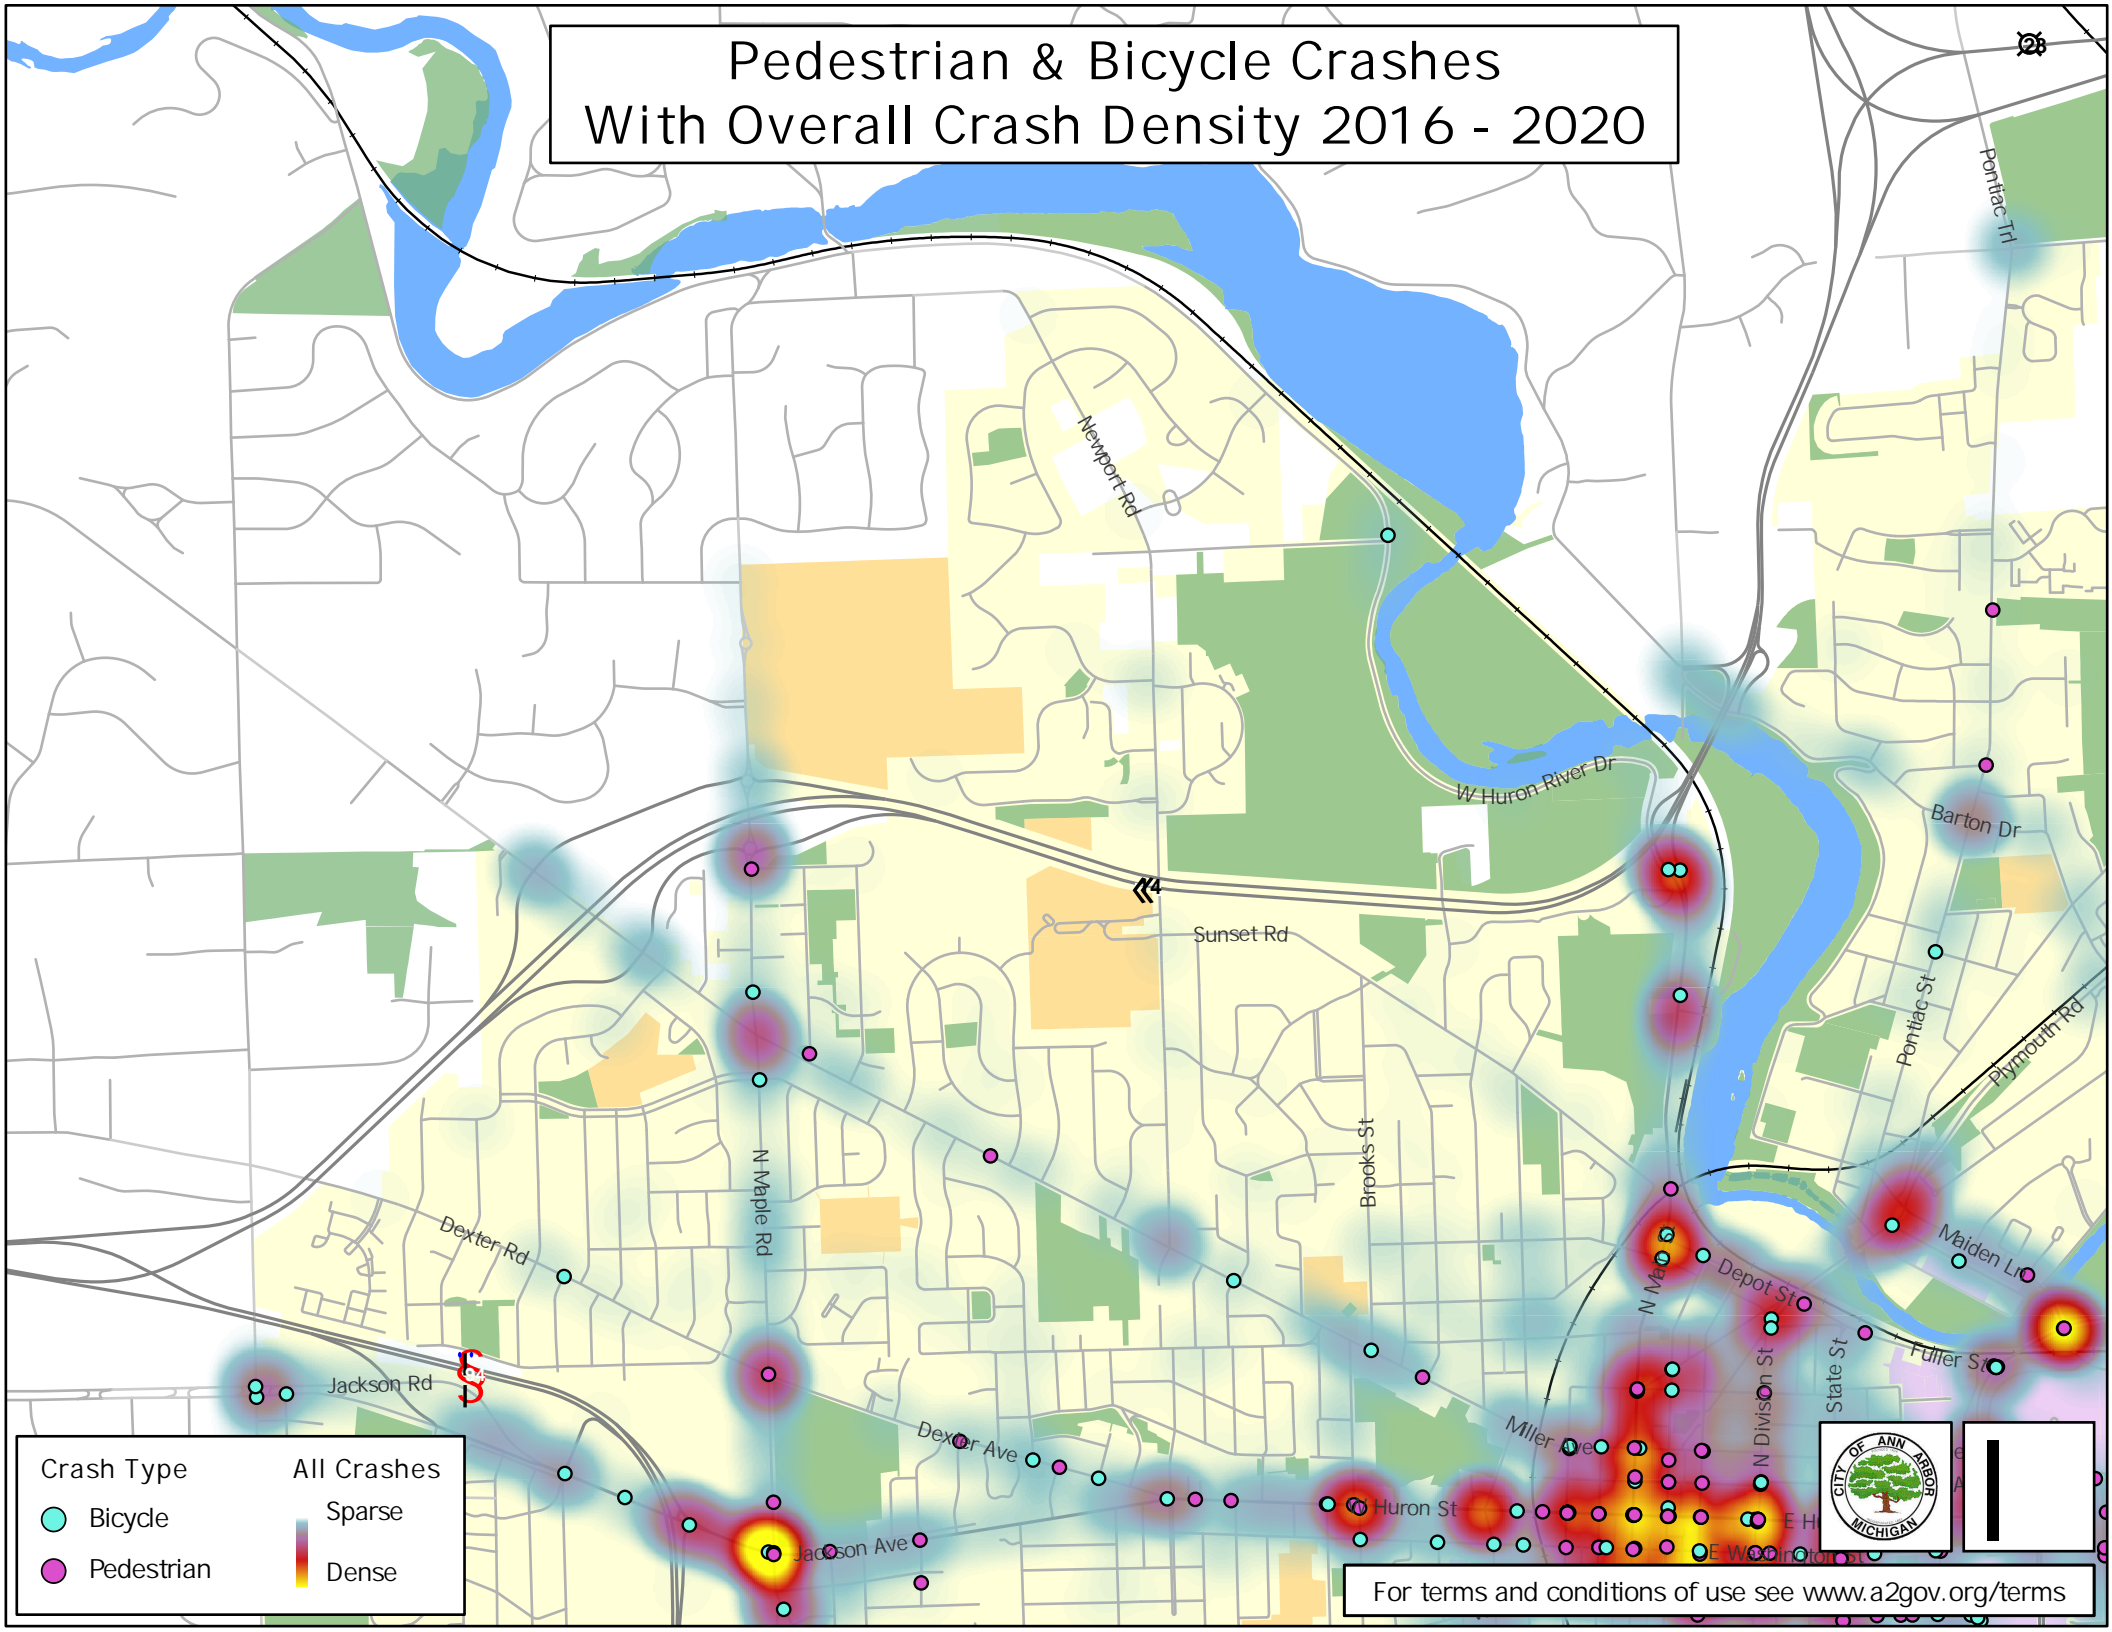 Pedestrian & Bicycle Crashes
With Overall Crash Density 2016 - 2020
23
Pontiac Trl
Newport Rd
W Huron River Dr
Barton Dr
14
Sunset Rd
Pontiac St
Plymouth Rd
N Maple Rd
Brooks St
Dexter Rd
Maiden Ln
Depot St
Fuller St
State St
N Division St
Jackson Rd
94
Dexter Ave
Miller Ave
W Huron St
Jackson Ave
E Washington St
Crash Type
All Crashes
Bicycle
Sparse
Pedestrian
Dense
CITY OF ANN ARBOR
MICHIGAN
For terms and conditions of use see www.a2gov.org/terms